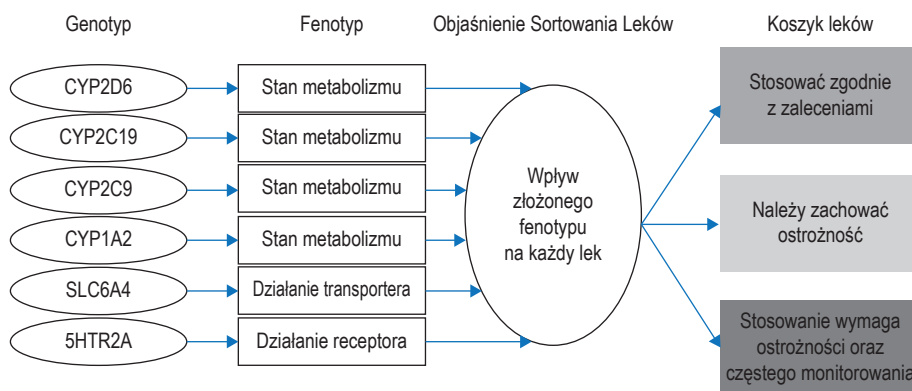 Genotyp
Fenotyp
Objaśnienie Sortowania Leków
Koszyk leków
CYP2D6
Stan metabolizmu
CYP2C19
Stan metabolizmu
CYP2C9
Stan metabolizmu
CYP1A2
Stan metabolizmu
SLC6A4
Działanie transportera
5HTR2A
Działanie receptora
Wpływ
złożonego
fenotypu
na każdy lek
Stosować zgodnie
z zaleceniami
Należy zachować
ostrożność
Stosowanie wymaga
ostrożności oraz
częstego monitorowania